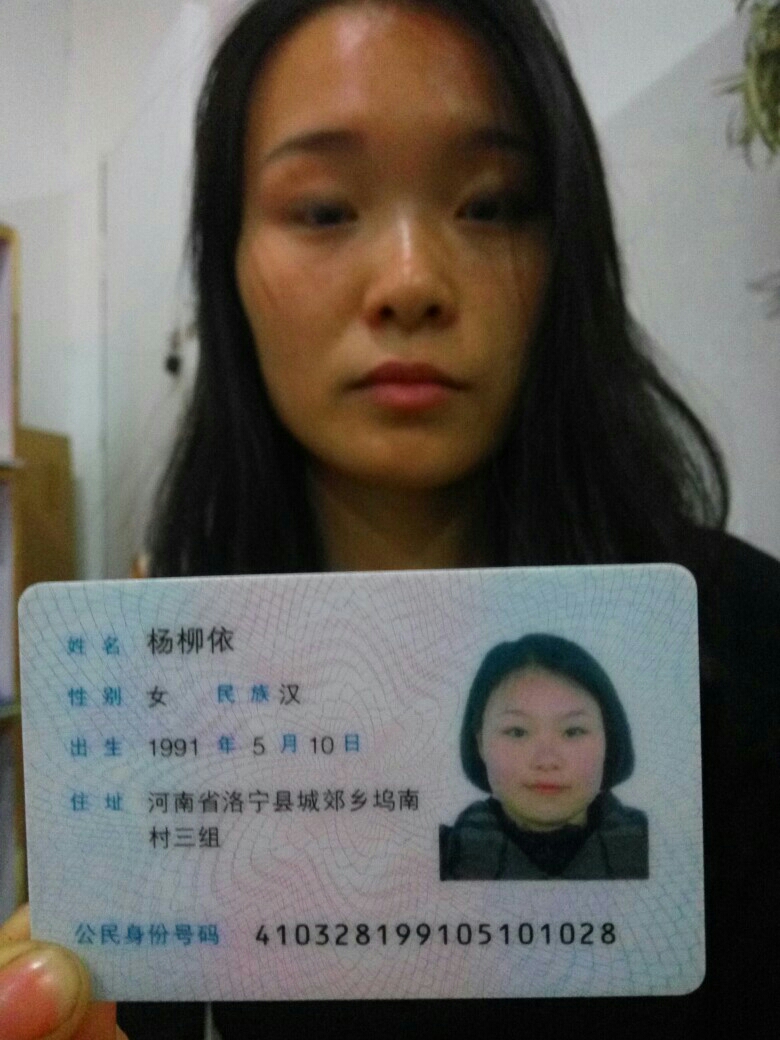 姓名 杨柳依
性别 女 民族 汉
出生 1991 年 5 月 10 日
住址 河南省洛宁县城郊乡坞南
村三组
公民身份号码 410328199105101028